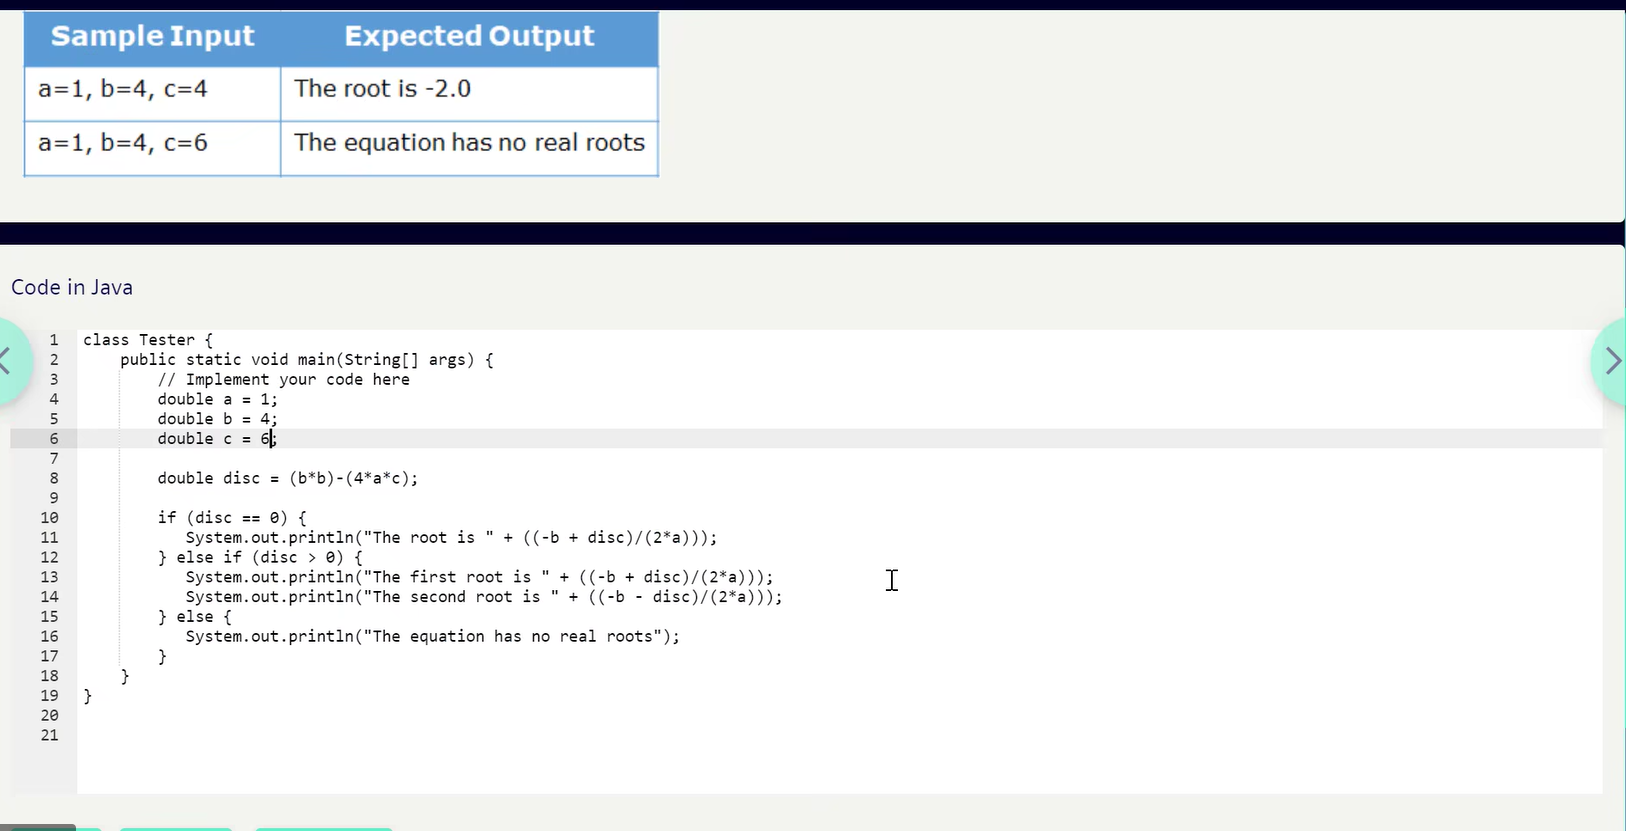 Sample Input Expected Output
a=1, b=4, c=4 The root is -2.0
a=1, b=4, c=6 The equation has no real roots
Code in Java
1 class Tester {
2 public static void main(String[] args) {
3 // Implement your code here
4 double a = 1;
5 double b = 4;
6 double c = 6;
7
8 double disc = (b*b)-(4*a*c);
9
10 if (disc == 0) {
11 System.out.println("The root is " + ((-b + disc)/(2*a)));
12 } else if (disc > 0) {
13 System.out.println("The first root is " + ((-b + disc)/(2*a)));
14 System.out.println("The second root is " + ((-b - disc)/(2*a)));
15 } else {
16 System.out.println("The equation has no real roots");
17 }
18 }
19 }
20
21